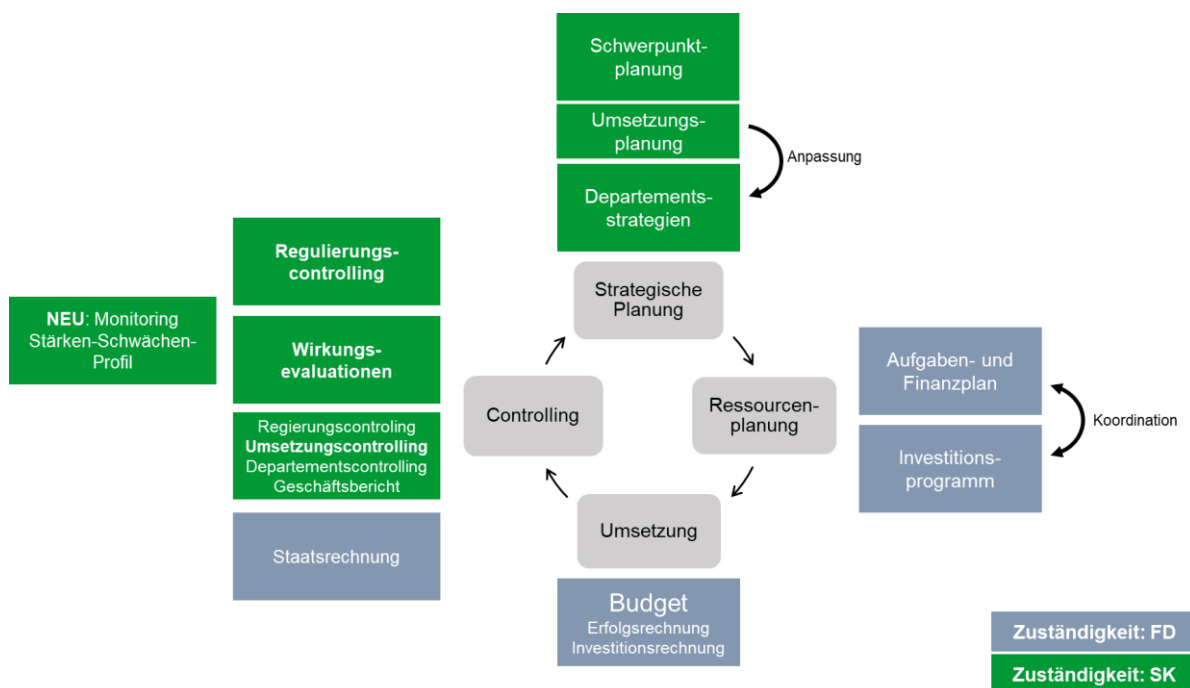 Schwerpunkt-
planung
Umsetzungs-
planung
Anpassung
Departements-
strategien
Regulierungs-
controlling
Strategische
Planung
NEU: Monitoring
Stärken-Schwächen-
Profil
Wirkungs-
evaluationen
Aufgaben- und
Finanzplan
Controlling
Ressourcen-
planung
Koordination
Regierungscontroling
Umsetzungscontrolling
Departementscontrolling
Geschäftsbericht
Investitions-
programm
Umsetzung
Staatsrechnung
Budget
Erfolgsrechnung
Investitionsrechnung
Zuständigkeit: FD
Zuständigkeit: SK